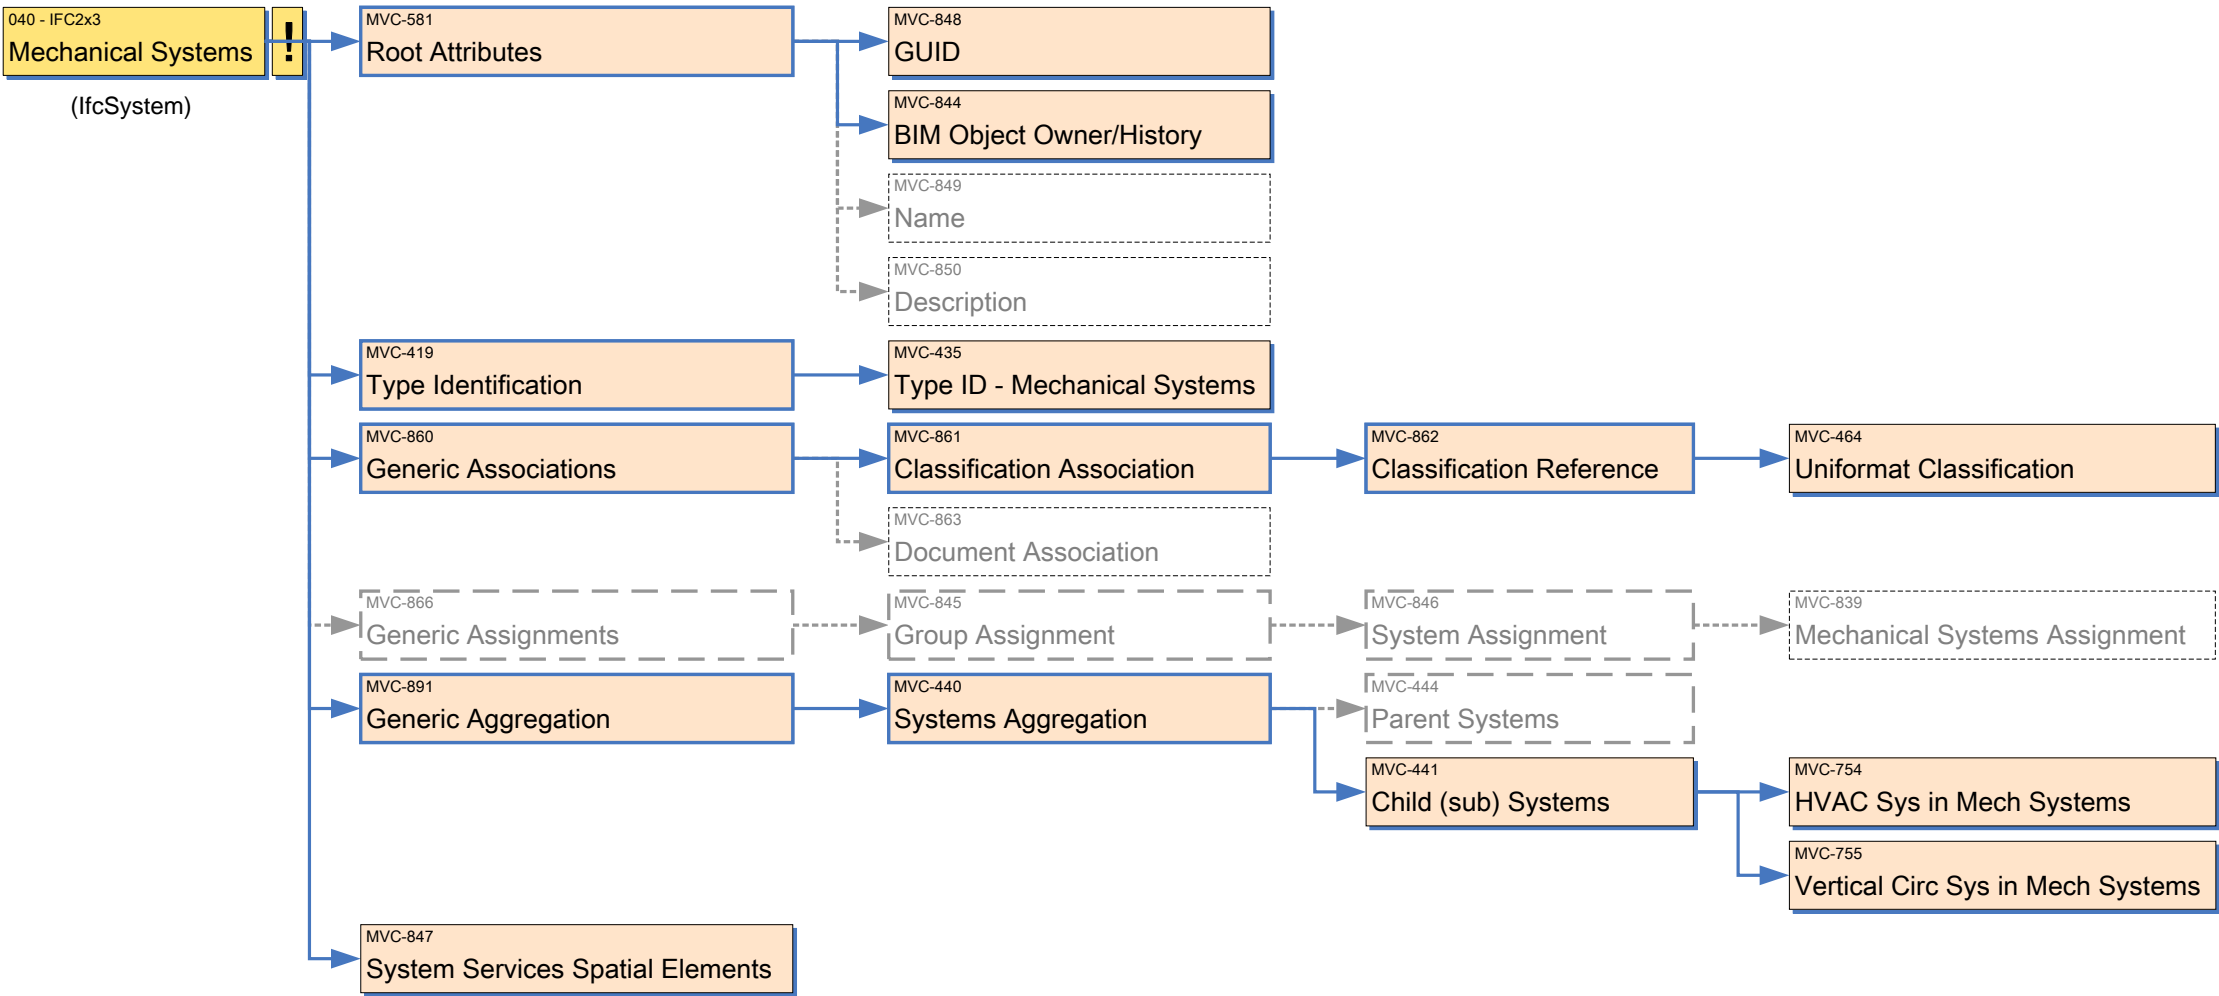 040 - IFC2x3
Mechanical Systems
!
(IfcSystem)
MVC-581
Root Attributes
MVC-848
GUID
MVC-844
BIM Object Owner/History
MVC-849
Name
MVC-850
Description
MVC-419
Type Identification
MVC-435
Type ID - Mechanical Systems
MVC-860
Generic Associations
MVC-861
Classification Association
MVC-862
Classification Reference
MVC-464
Uniformat Classification
MVC-863
Document Association
MVC-866
Generic Assignments
MVC-845
Group Assignment
MVC-846
System Assignment
MVC-839
Mechanical Systems Assignment
MVC-891
Generic Aggregation
MVC-440
Systems Aggregation
MVC-444
Parent Systems
MVC-441
Child (sub) Systems
MVC-754
HVAC Sys in Mech Systems
MVC-755
Vertical Circ Sys in Mech Systems
MVC-847
System Services Spatial Elements